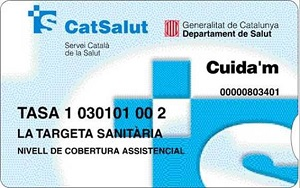 CatSalut
Servei Català
de la Salut
Generalitat de Catalunya
Departament de Salut
Cuida'm
00000803401
TASA 1 030101 00 2
LA TARGETA SANITÀRIA
NIVELL DE COBERTURA ASSISTENCIAL